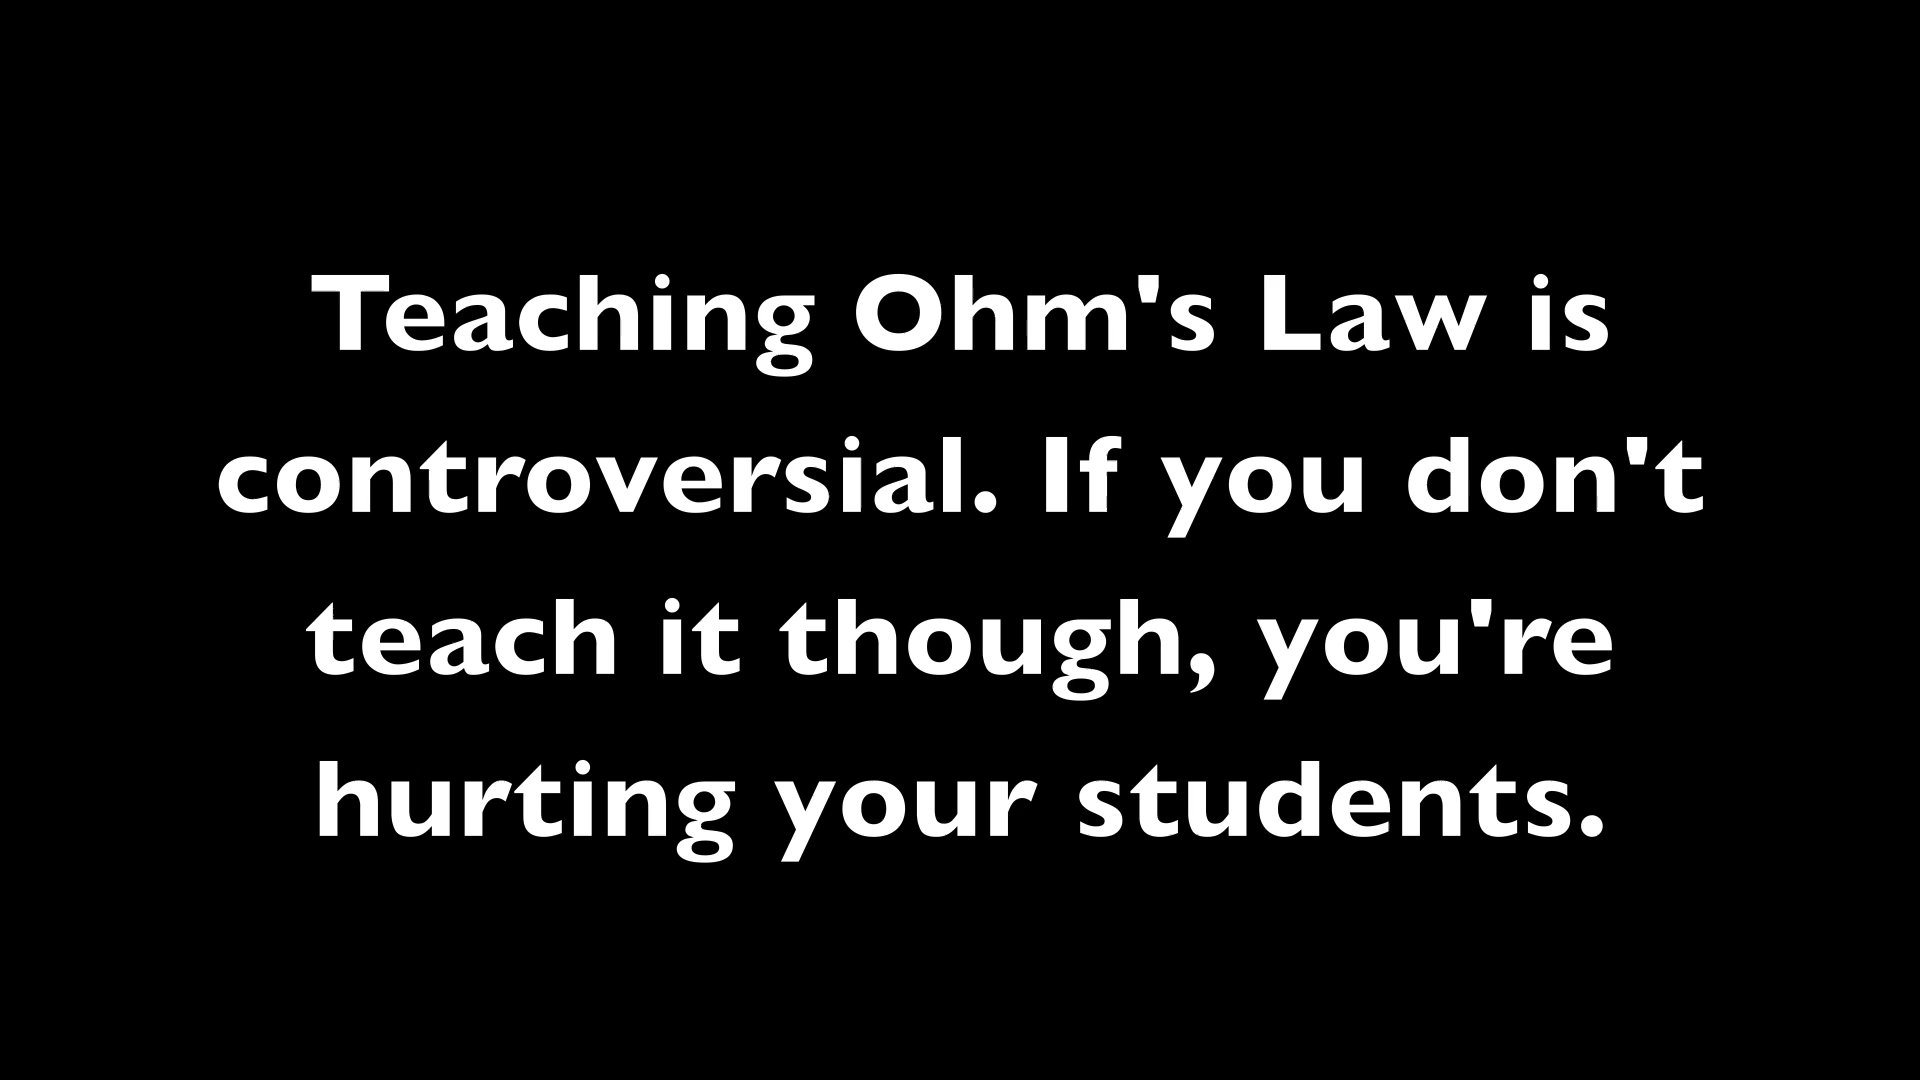 Teaching Ohm's Law is
controversial. If you don't
teach it though, you're
hurting your students.